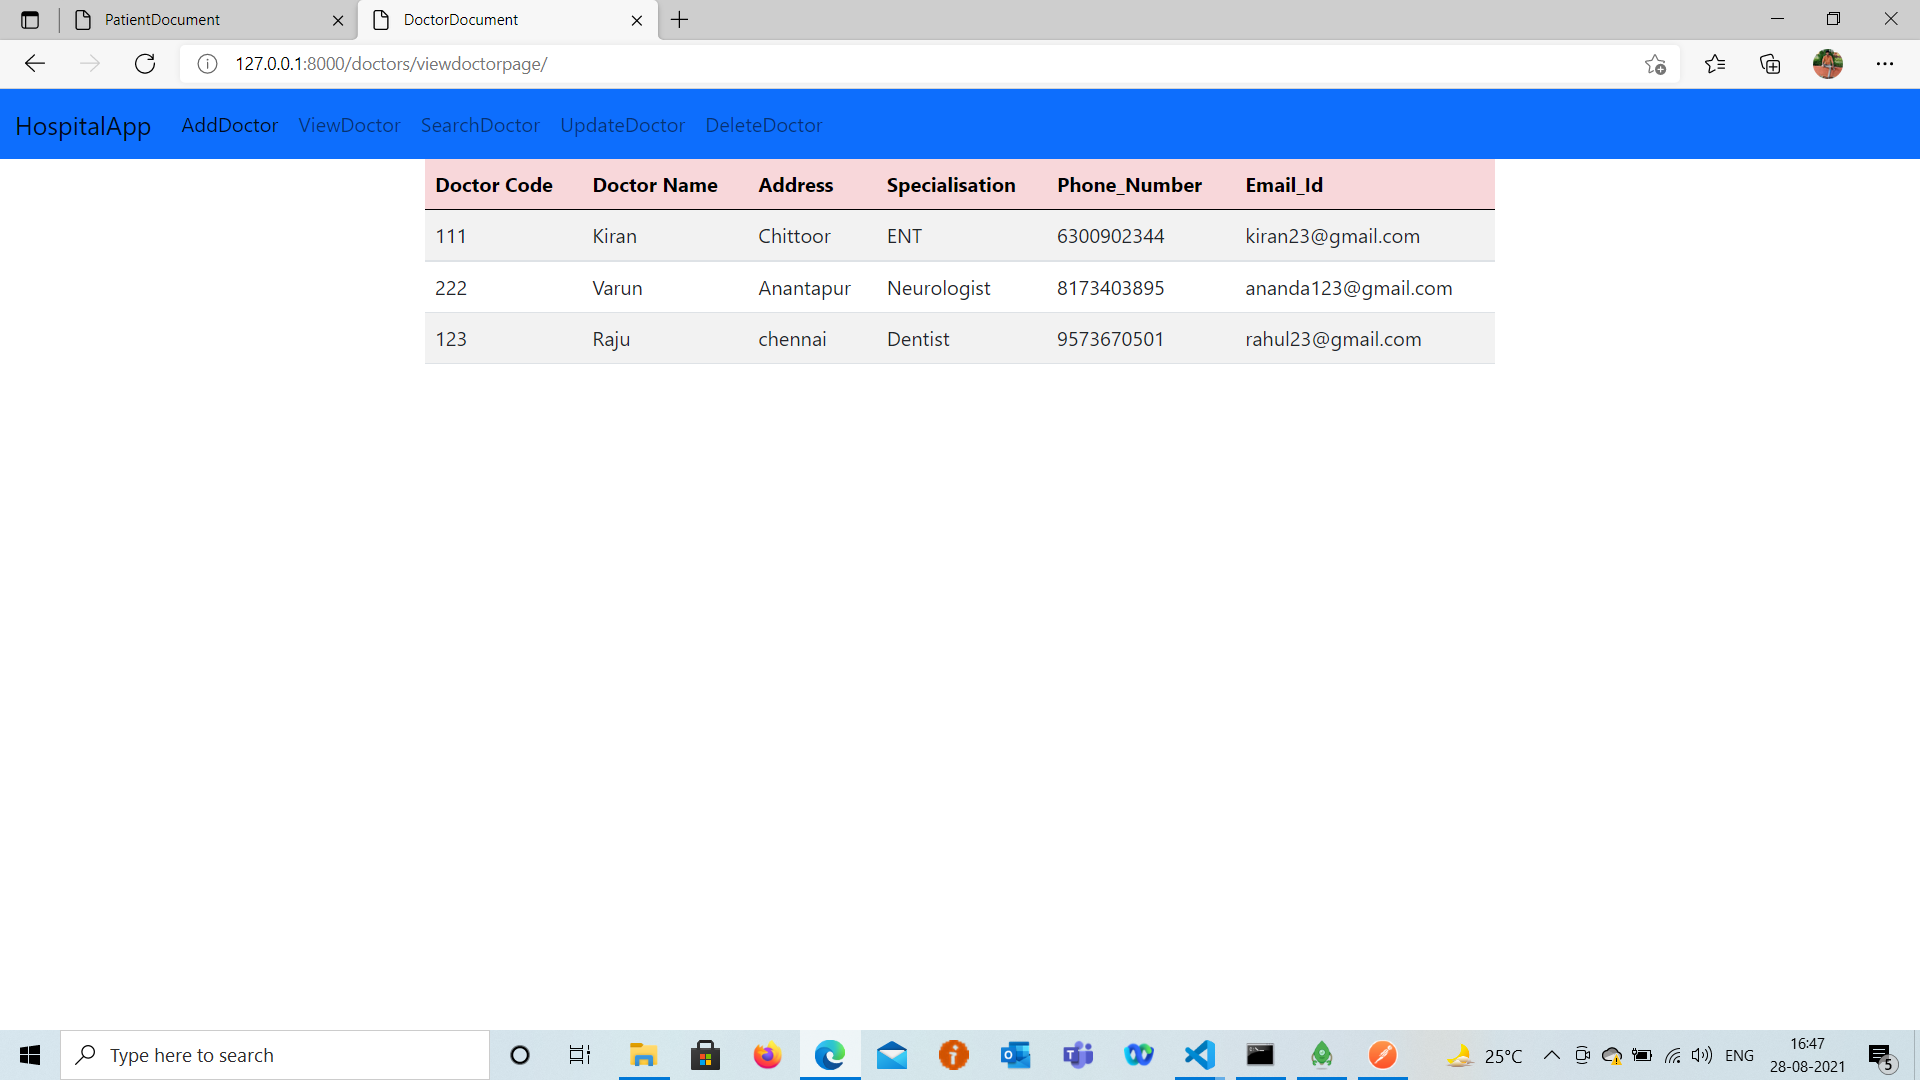 PatientDocument DoctorDocument
127.0.0.1:8000/doctors/viewdoctorpage/
HospitalApp AddDoctor ViewDoctor SearchDoctor UpdateDoctor DeleteDoctor
Doctor Code Doctor Name Address Specialisation Phone_Number Email_Id
111 Kiran Chittoor ENT 6300902344 kiran23@gmail.com
222 Varun Anantapur Neurologist 8173403895 ananda123@gmail.com
123 Raju chennai Dentist 9573670501 rahul23@gmail.com
Type here to search 25°C ENG 16:47
28-08-2021 5